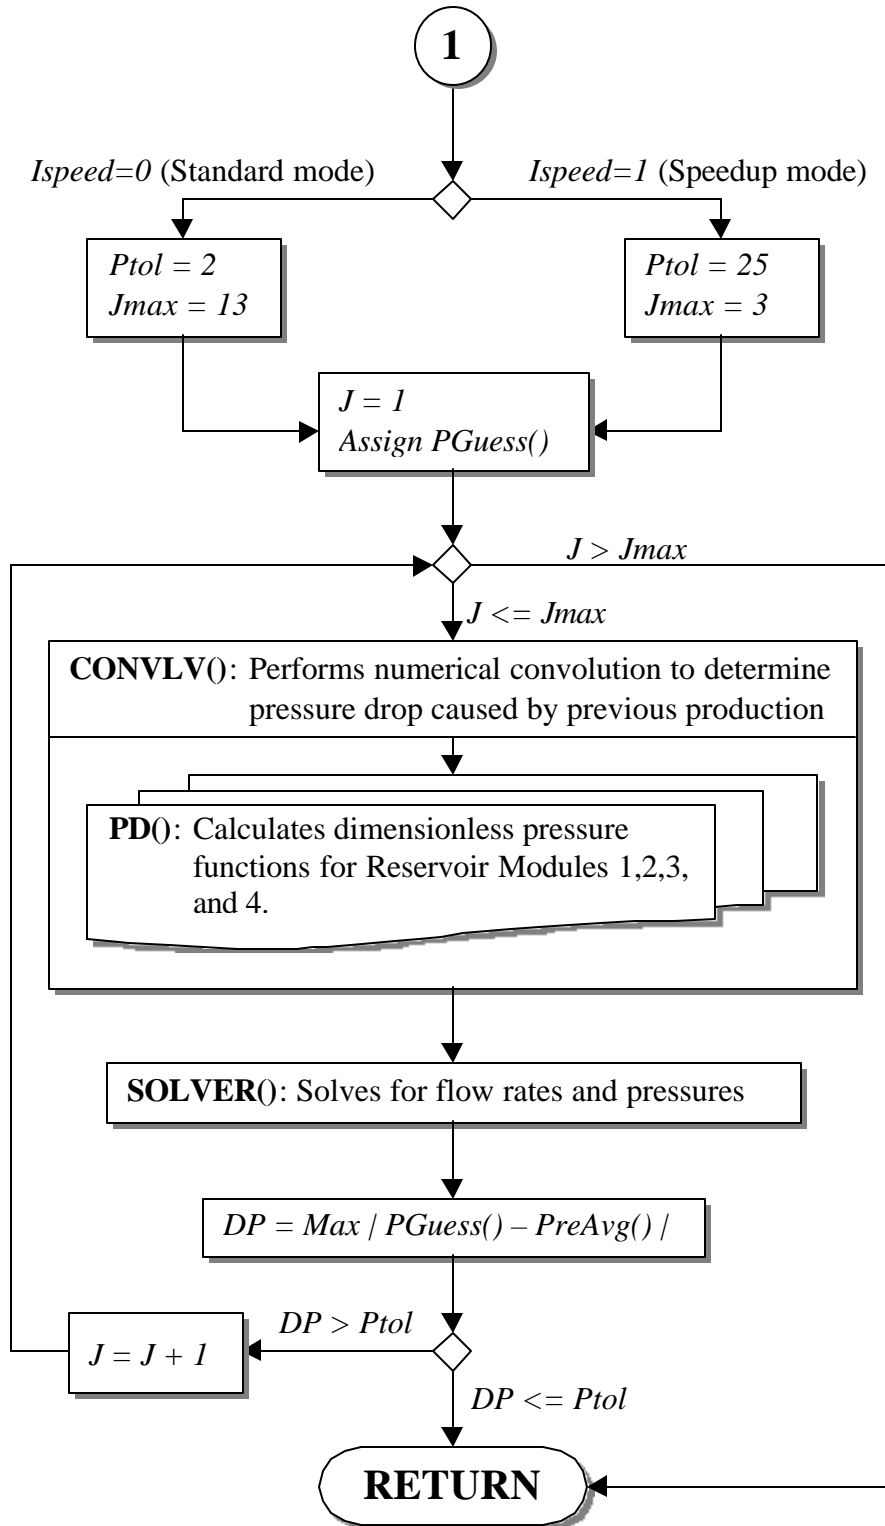 1
Ispeed=0 (Standard mode)
Ispeed=1 (Speedup mode)
Ptol = 2
Jmax = 13
Ptol = 25
Jmax = 3
J = 1
Assign PGuess()
J > Jmax
J <= Jmax
CONVLV(): Performs numerical convolution to determine
pressure drop caused by previous production
PD(): Calculates dimensionless pressure
functions for Reservoir Modules 1,2,3,
and 4.
SOLVER(): Solves for flow rates and pressures
DP = Max | PGuess() – PreAvg() |
DP > Ptol
J = J + 1
DP <= Ptol
RETURN